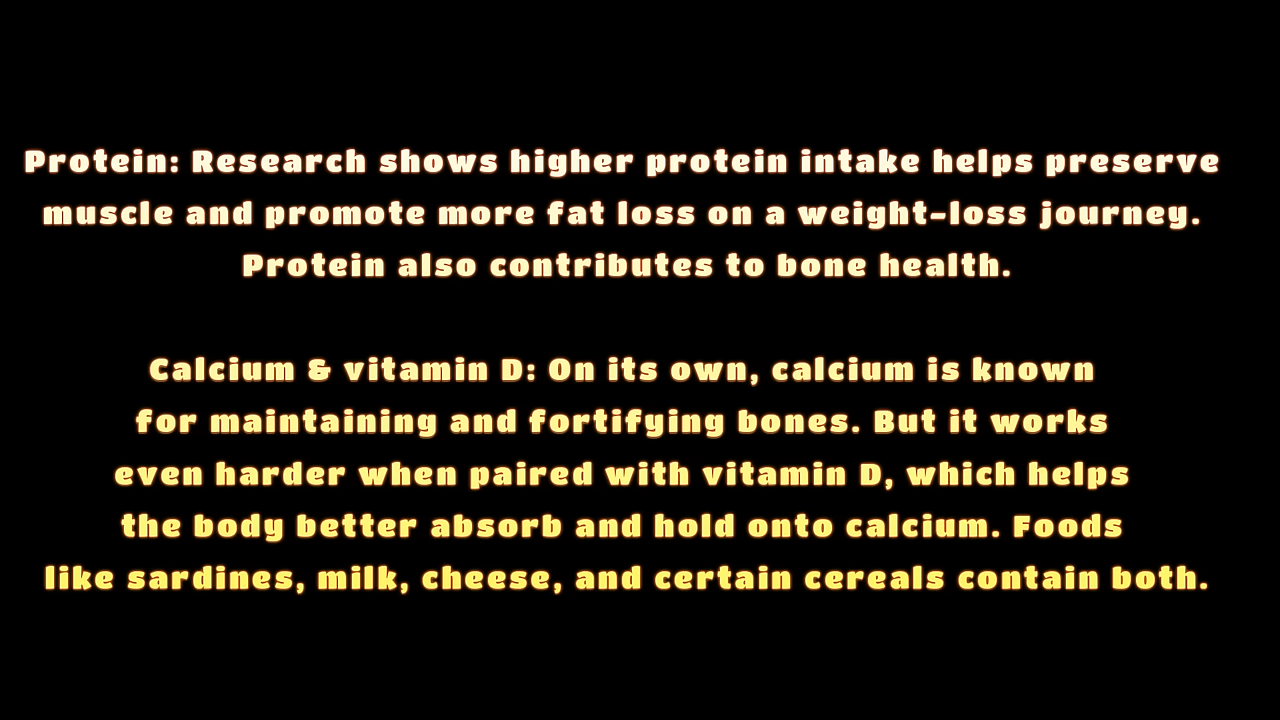 Protein: Research shows higher protein intake helps preserve
muscle and promote more fat loss on a weight-loss journey.
Protein also contributes to bone health.
Calcium & vitamin D: On its own, calcium is known
for maintaining and fortifying bones. But it works
even harder when paired with vitamin D, which helps
the body better absorb and hold onto calcium. Foods
like sardines, milk, cheese, and certain cereals contain both.